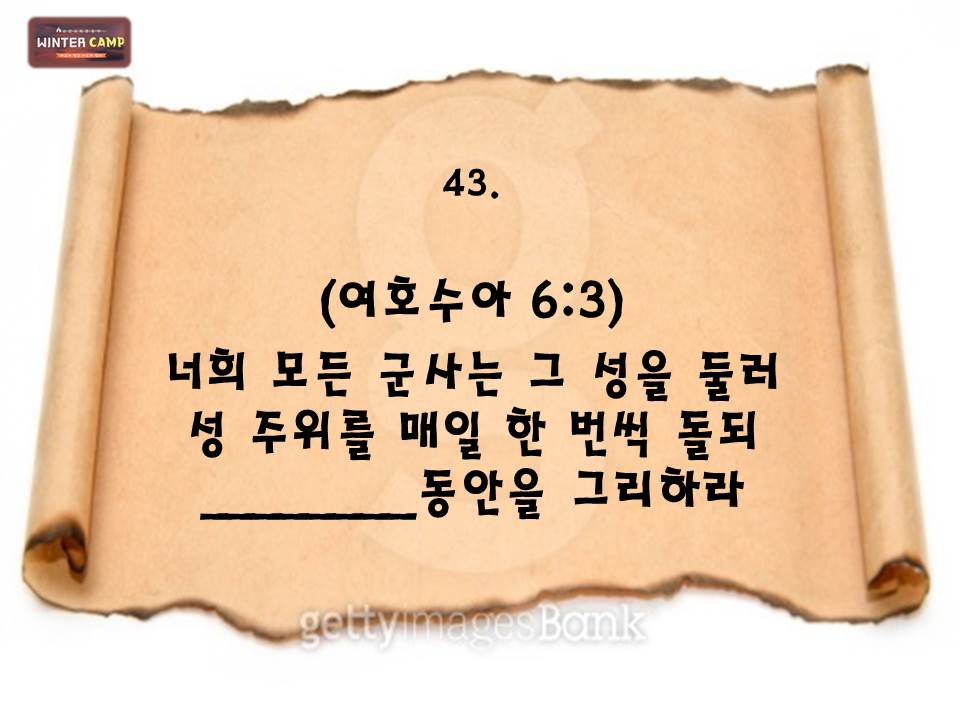 WINTER CAMP
43.
(여호수아 6:3)
너희 모든 군사는 그 성을 둘러
성 주위를 매일 한 번씩 돌되
__________동안을 그리하라
gettyimagesBank